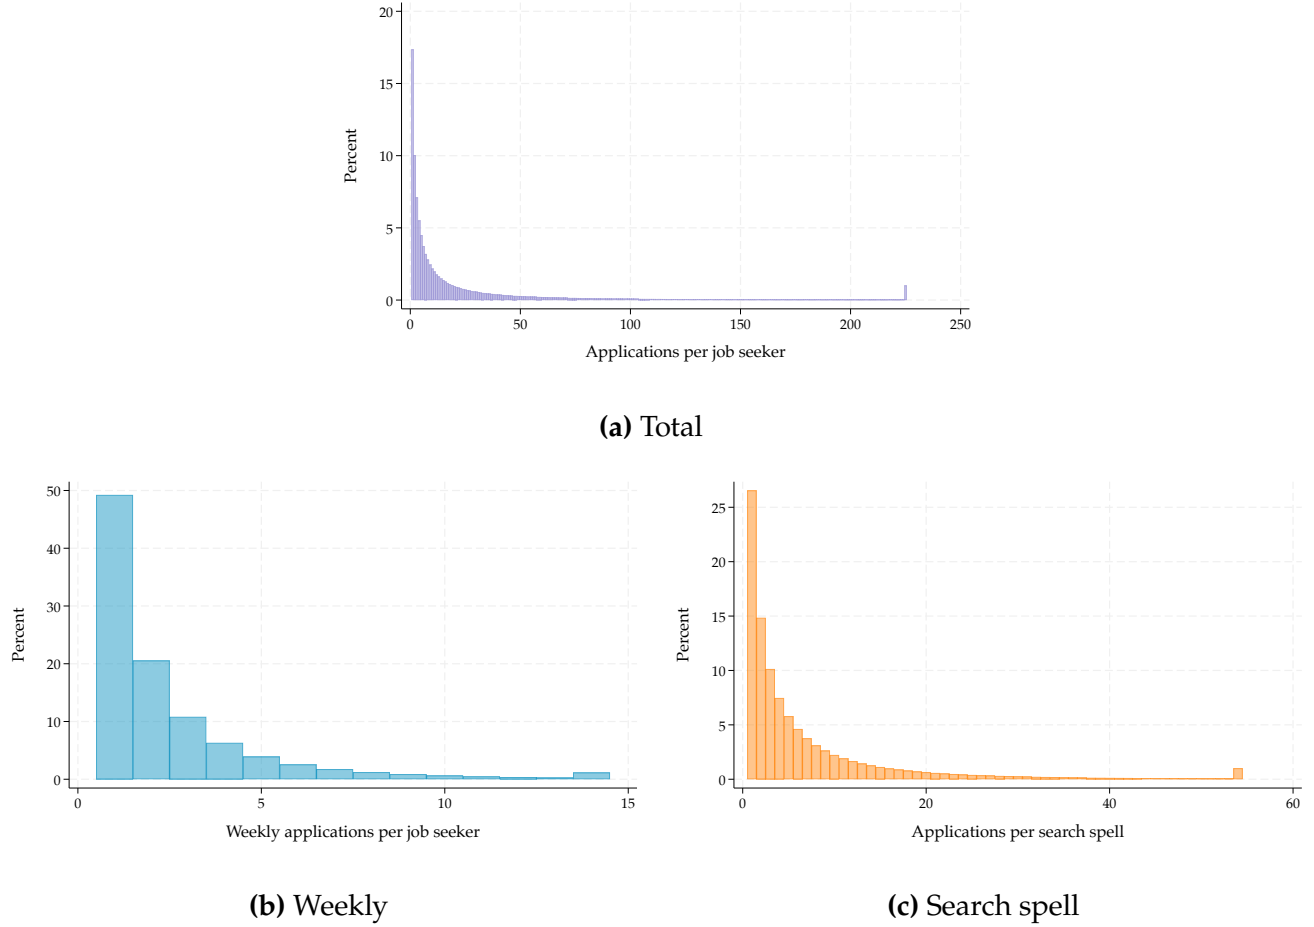 20
15
10
5
0
Percent
0 50 100 150 200 250
Applications per job seeker
(a) Total
50
40
30
20
10
0
Percent
0 5 10 15
Weekly applications per job seeker
(b) Weekly
25
20
15
10
5
0
Percent
0 20 40 60
Applications per search spell
(c) Search spell